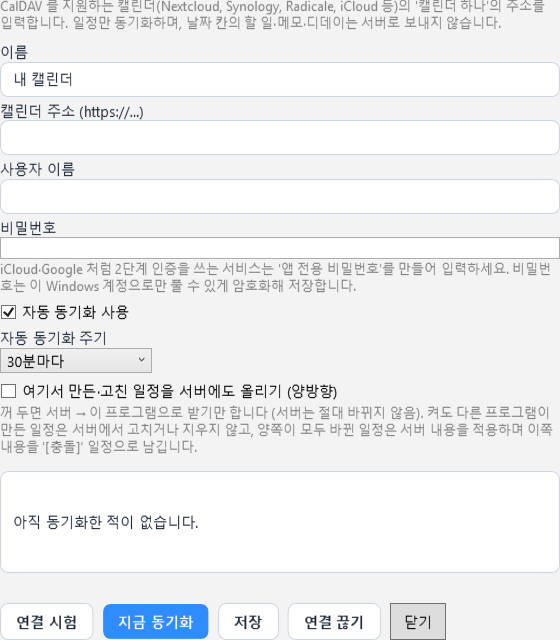 CalDAV 를 지원하는 캘린더(Nextcloud, Synology, Radicale, iCloud 등)의 '캘린더 하나'의 주소를
입력합니다. 일정만 동기화하며, 날짜 칸의 할 일·메모·디데이는 서버로 보내지 않습니다.
이름
내 캘린더
캘린더 주소 (https://...)
사용자 이름
비밀번호
iCloud·Google 처럼 2단계 인증을 쓰는 서비스는 '앱 전용 비밀번호'를 만들어 입력하세요. 비밀번
호는 이 Windows 계정으로만 풀 수 있게 암호화해 저장합니다.
자동 동기화 사용
자동 동기화 주기
30분마다
여기서 만든·고친 일정을 서버에도 올리기 (양방향)
꺼 두면 서버 → 이 프로그램으로 받기만 합니다 (서버는 절대 바뀌지 않음). 켜도 다른 프로그램이
만든 일정은 서버에서 고치거나 지우지 않고, 양쪽이 모두 바뀐 일정은 서버 내용을 적용하며 이쪽
내용을 '[충돌]' 일정으로 남깁니다.
아직 동기화한 적이 없습니다.
연결 시험 지금 동기화 저장 연결 끊기 닫기